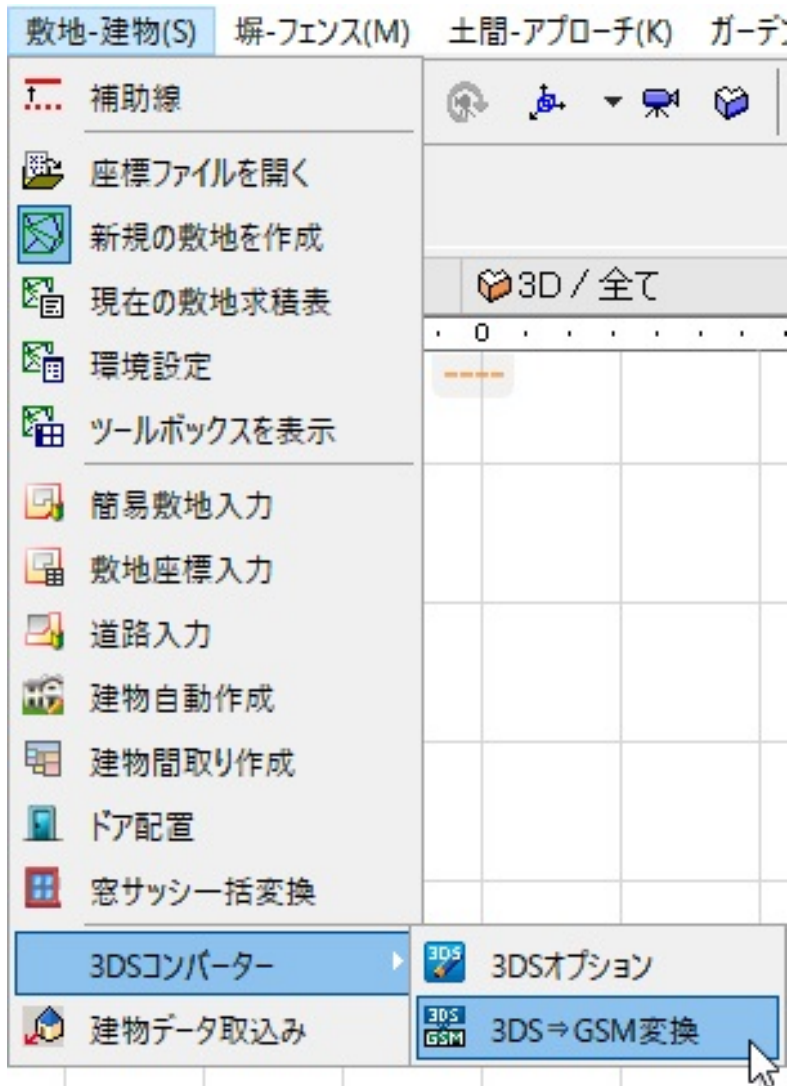 敷地-建物(S) 塀-フェンス(M) 土間-アプローチ(K) ガーデン
補助線
座標ファイルを開く
新規の敷地を作成
3D / 全て
現在の敷地求積表
0
環境設定
----
ツールボックスを表示
簡易敷地入力
敷地座標入力
道路入力
建物自動作成
建物間取り作成
ドア配置
窓サッシ一括変換
3DSコンバーター
3DS 3DSオプション
建物データ取込み
3DS GSM 3DS⇒GSM変換